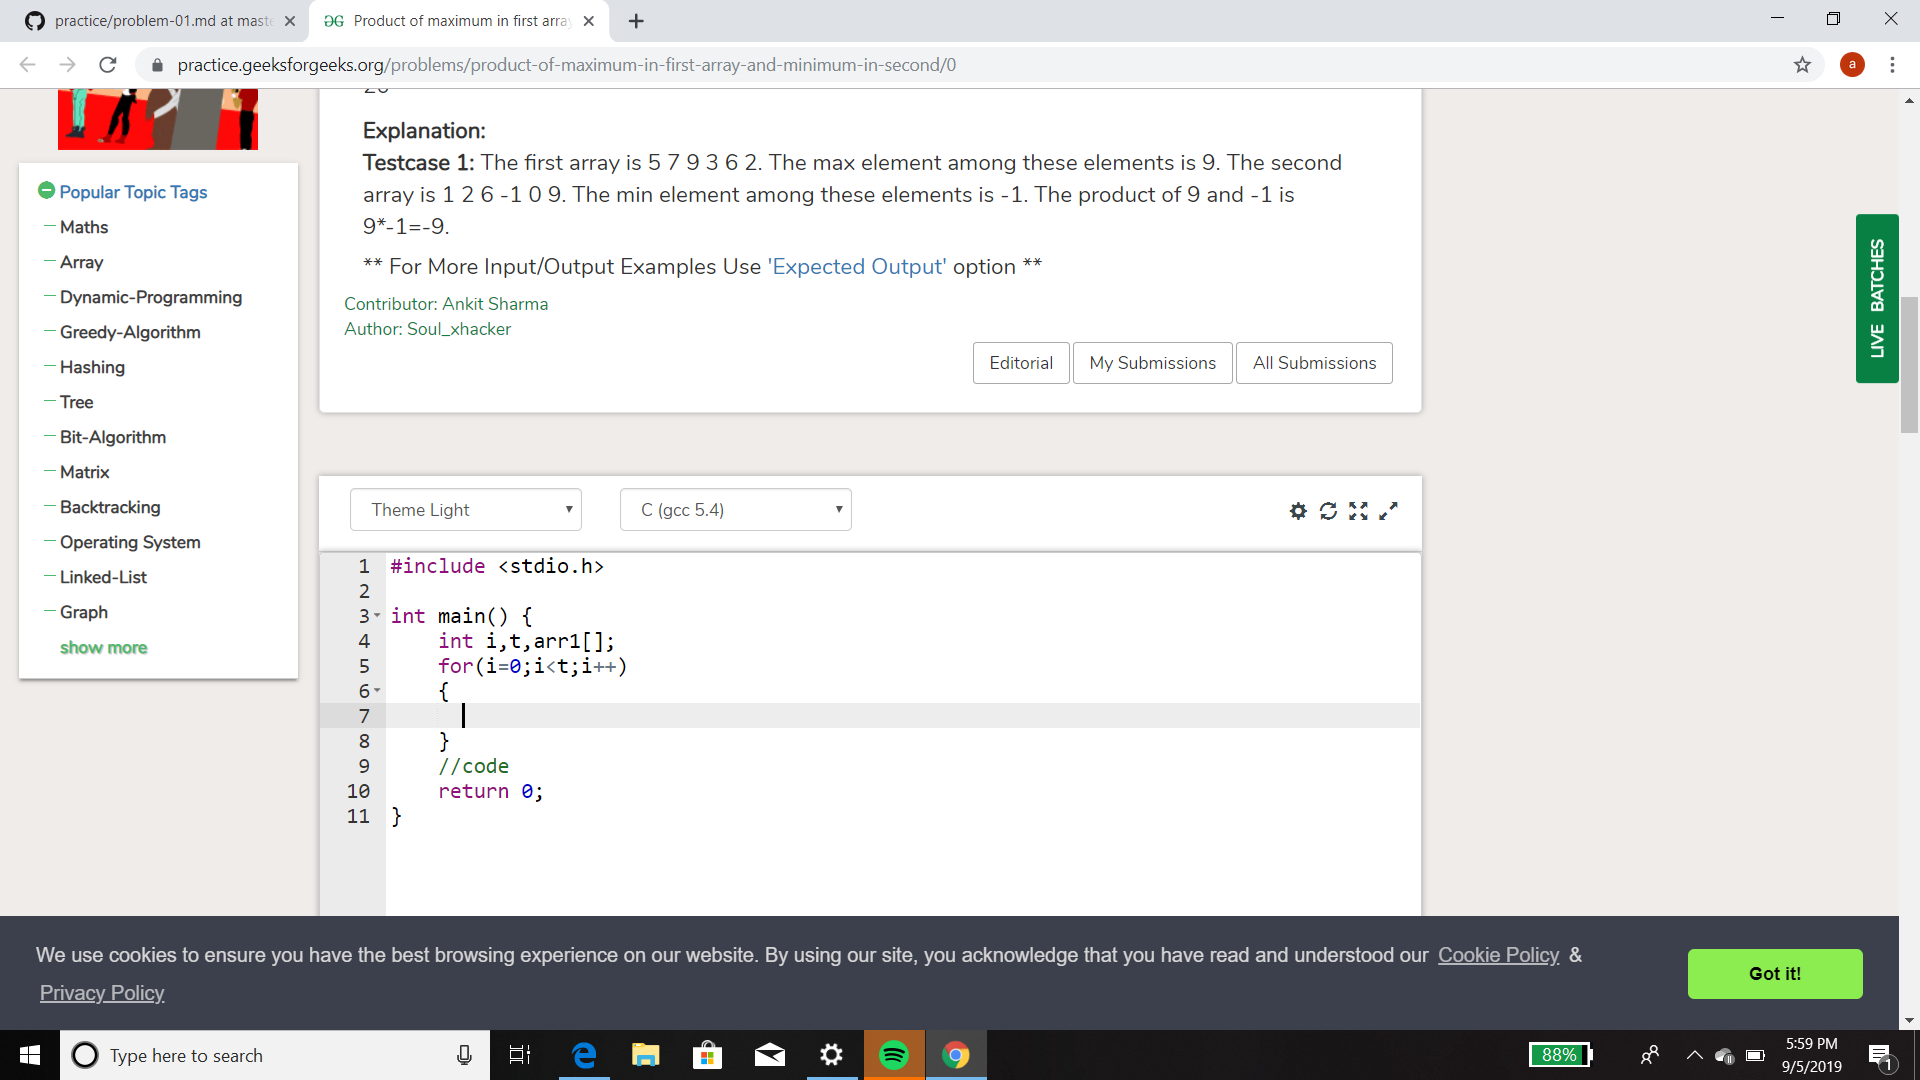 practice/problem-01.md at maste
Product of maximum in first array
practice.geeksforgeeks.org/problems/product-of-maximum-in-first-array-and-minimum-in-second/0
a
Explanation:
Testcase 1: The first array is 5 7 9 3 6 2. The max element among these elements is 9. The second
array is 1 2 6 -1 0 9. The min element among these elements is -1. The product of 9 and -1 is
9*-1=-9.
** For More Input/Output Examples Use 'Expected Output' option **
Contributor: Ankit Sharma
Author: Soul_xhacker
Editorial
My Submissions
All Submissions
Popular Topic Tags
Maths
Array
Dynamic-Programming
Greedy-Algorithm
Hashing
Tree
Bit-Algorithm
Matrix
Backtracking
Operating System
Linked-List
Graph
show more
LIVE BATCHES
Theme Light
C (gcc 5.4)
1 #include <stdio.h>
2
3 int main() {
4 int i,t,arr1[];
5 for(i=0;i<t;i++)
6 {
7
8 }
9 //code
10 return 0;
11 }
We use cookies to ensure you have the best browsing experience on our website. By using our site, you acknowledge that you have read and understood our Cookie Policy &
Privacy Policy
Got it!
Type here to search
88%
5:59 PM
9/5/2019
1